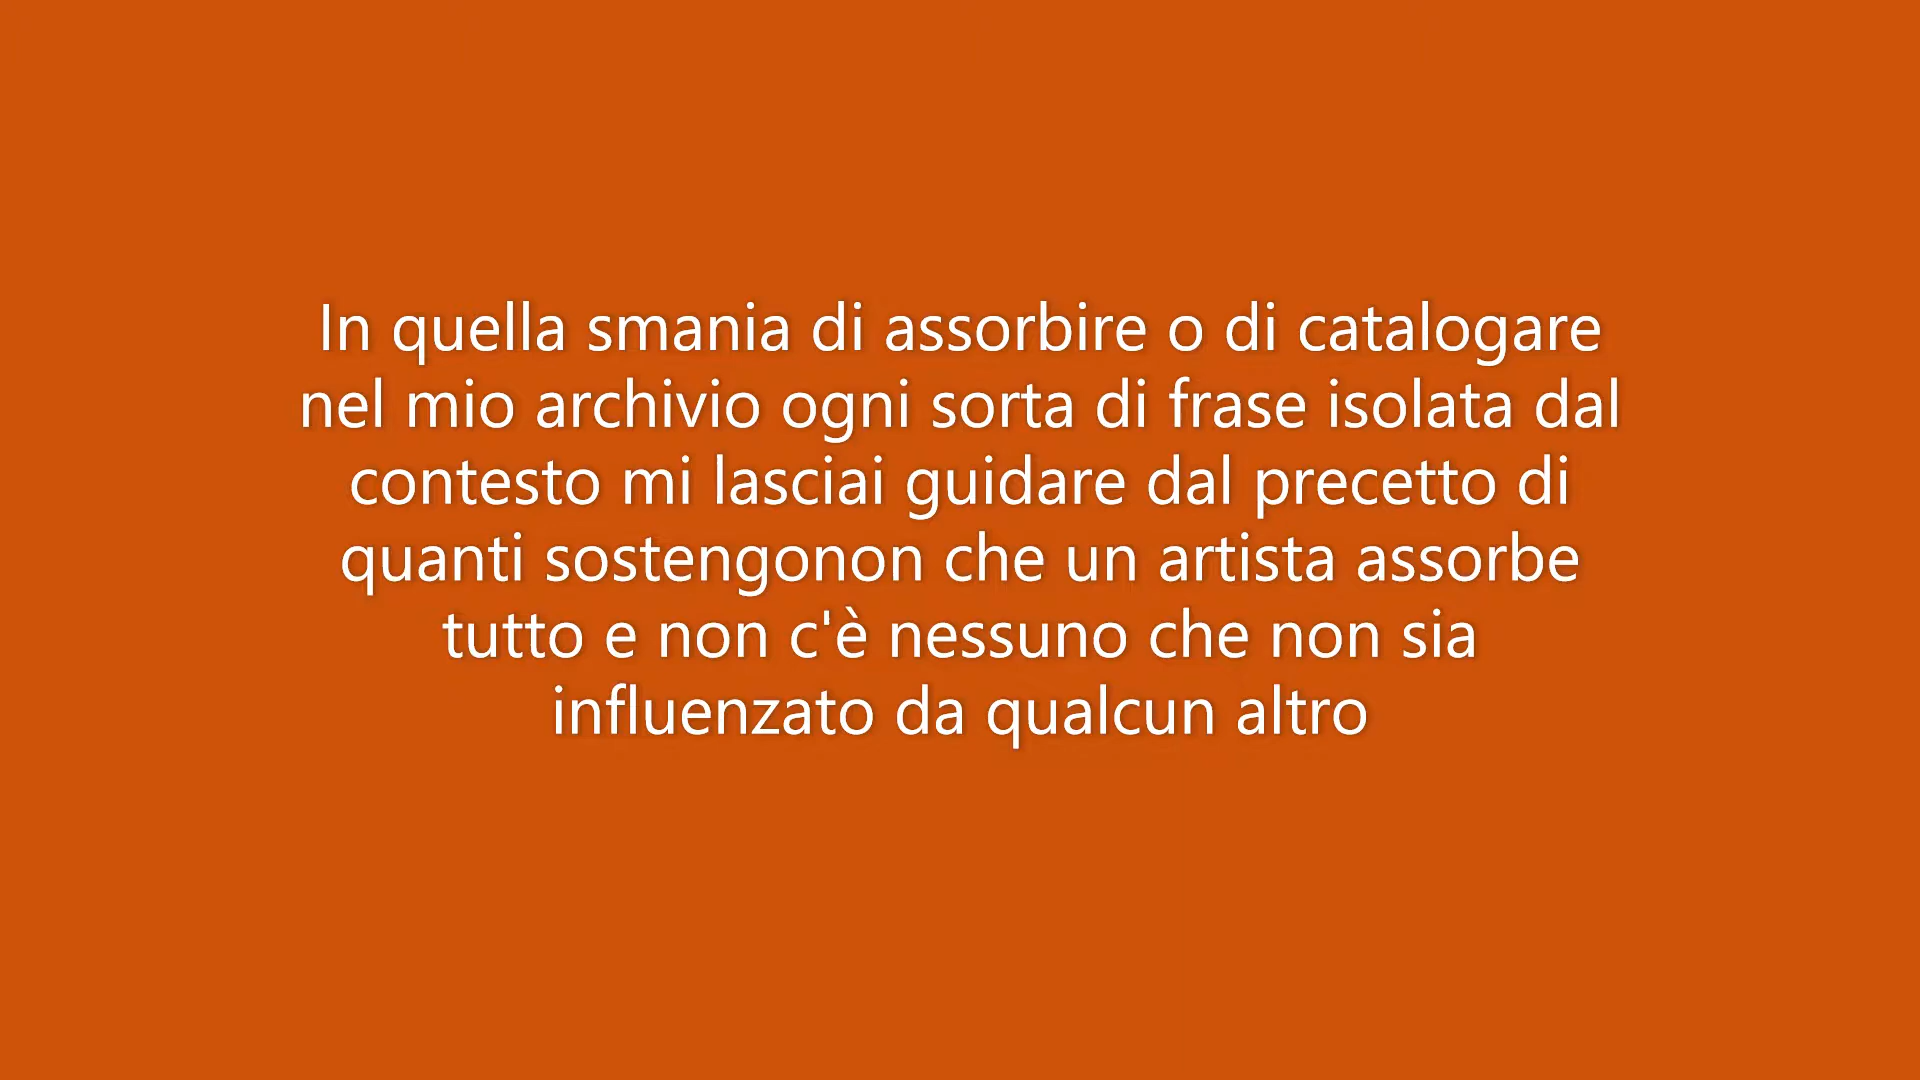 In quella smania di assorbire o di catalogare
nel mio archivio ogni sorta di frase isolata dal
contesto mi lasciai guidare dal precetto di
quanti sostengonon che un artista assorbe
tutto e non c'è nessuno che non sia
influenzato da qualcun altro